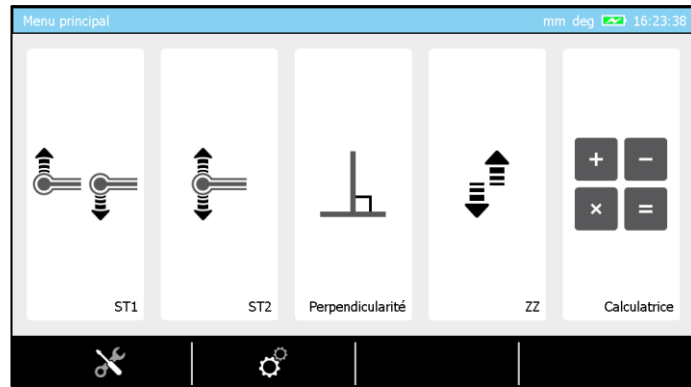 Menu principal
mm deg 16:23:38
ST1
ST2
Perpendicularité
ZZ
Calculatrice